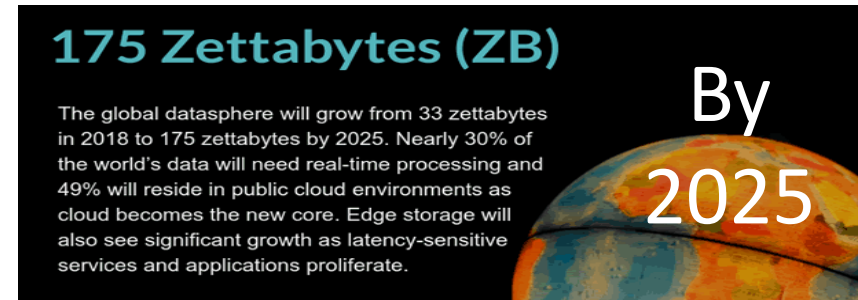 175 Zettabytes (ZB)
The global datasphere will grow from 33 zettabytes
in 2018 to 175 zettabytes by 2025. Nearly 30% of
the world's data will need real-time processing and
49% will reside in public cloud environments as
cloud becomes the new core. Edge storage will
also see significant growth as latency-sensitive
services and applications proliferate.
By
2025